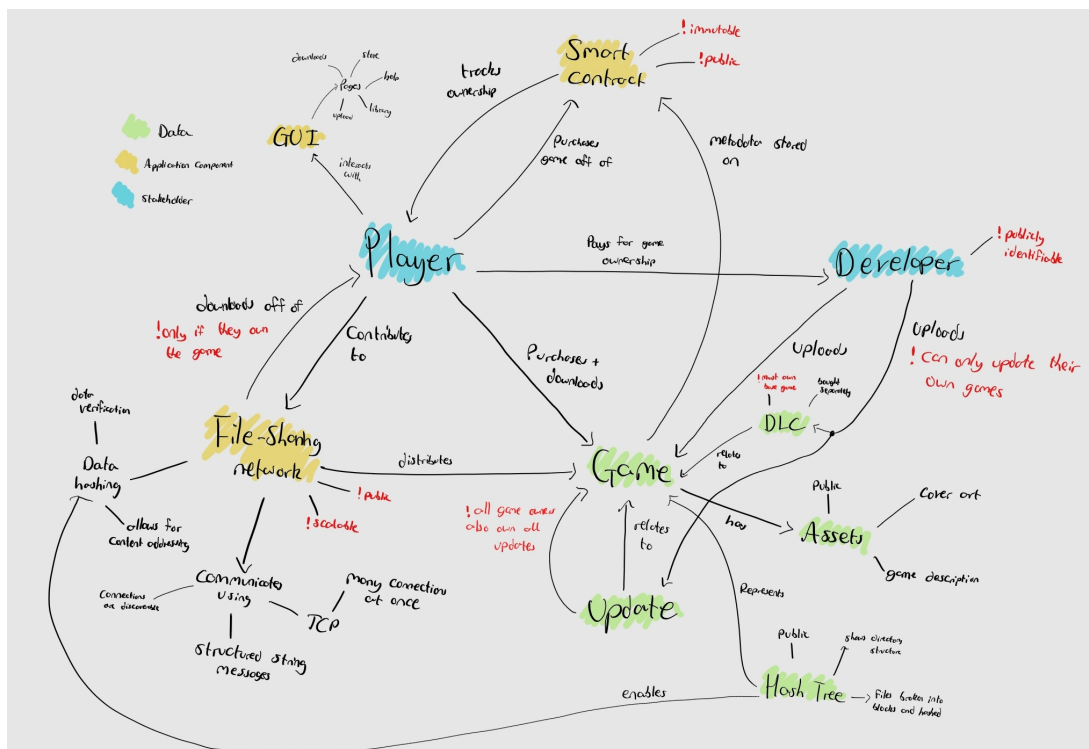 Smart
contract
! immutable
! public
downloads
store
Pages
help
upload
library
GUI
interacts
with
Data
Application Component
Stakeholder
tracks
ownership
purchases
game off of
metadata stored
on
Player
Pays for game
ownership
Developer
! publicly
identifiable
downloads off of
! only if they own
the game
Contributes
to
Purchases +
downloads
uploads
uploads
! Can only update their
own games
! must own
base game
bought
separately
DLC
relates
to
data
verification
Data
hashing
File-Sharing
network
! public
! scalable
distributes
Game
allows for
content addressing
! all game owners
also own all
updates
relates
to
has
Public
Assets
cover art
game description
Communicates
using
Connections
are discoverable
TCP
many connections
at once
structured string
messages
Update
Represents
Public
shows directory
structure
Hash Tree
Files broken into
blocks and hashed
enables